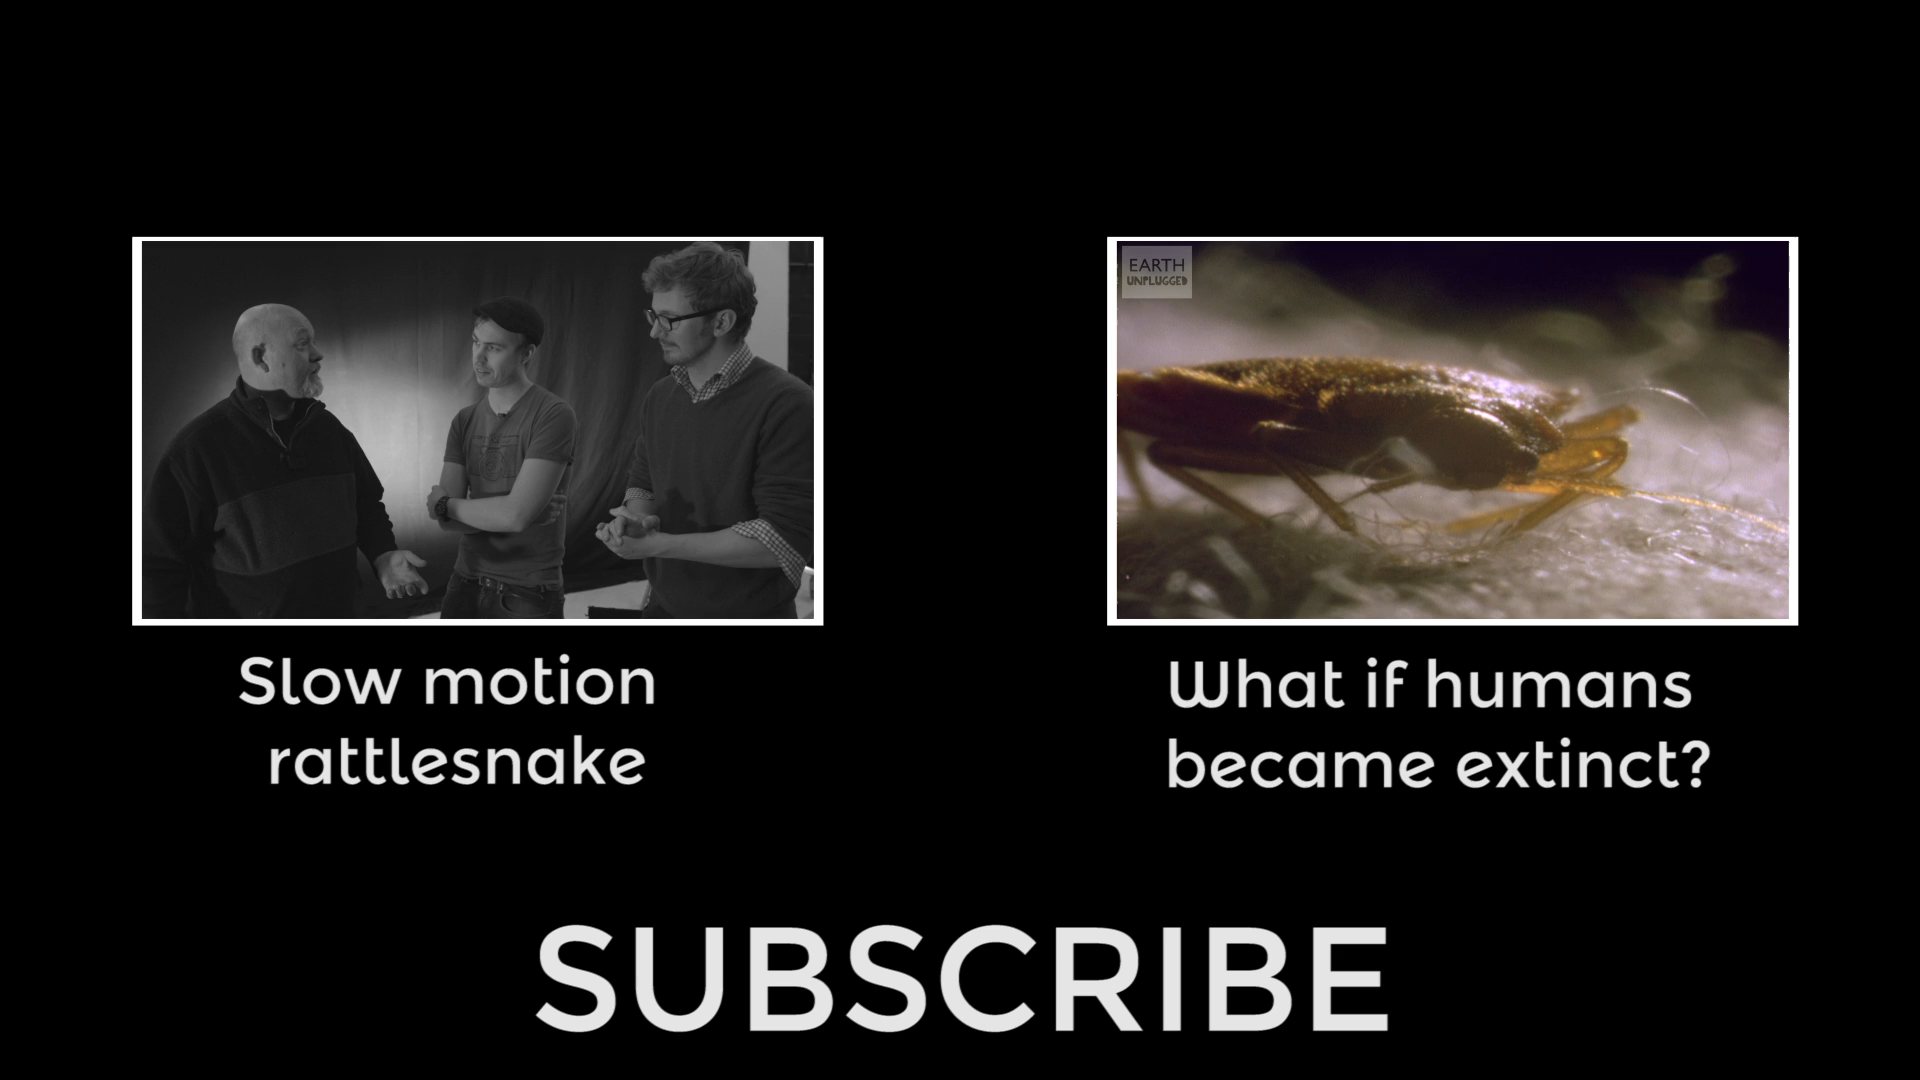 EARTH
UNPLUGGED
Slow motion
rattlesnake
What if humans
became extinct?
SUBSCRIBE